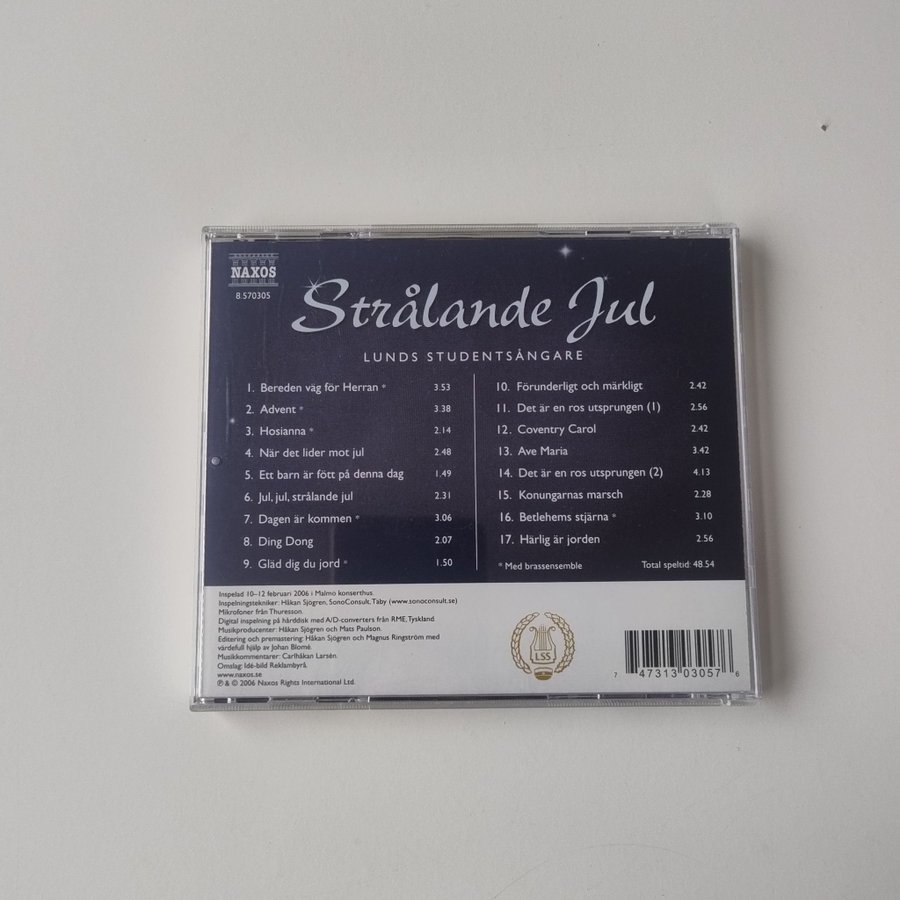 NAXOS
8.570305
Strålande Jul
LUNDS STUDENTSÅNGARE
1. Bereden väg för Herran * 3.53
2. Advent * 3.38
3. Hosianna * 2.14
4. När det lider mot jul 2.48
5. Ett barn är fött på denna dag 1.49
6. Jul, jul, strålande jul 2.31
7. Dagen är kommen * 3.06
8. Ding Dong 2.07
9. Gläd dig du jord * 1.50
10. Förunderligt och märkligt 2.42
11. Det är en ros utsprungen (1) 2.56
12. Coventry Carol 2.42
13. Ave Maria 3.42
14. Det är en ros utsprungen (2) 4.13
15. Konungarnas marsch 2.28
16. Betlehems stjärna * 3.10
17. Härlig är jorden 2.56
* Med brassensemble Total speltid: 48.54
Inspelad 10–12 februari 2006 i Malmö konserthus.
Inspelningstekniker: Håkan Sjögren, SonoConsult, Täby (www.sonoconsult.se)
Mikrofoner från Thuresson.
Digital inspelning på hårddisk med A/D-converters från RME, Tyskland.
Musikproducenter: Håkan Sjögren och Mats Paulson.
Editering och premastering: Håkan Sjögren och Magnus Ringström med
värdefull hjälp av Johan Blomé.
Musikkommentarer: Carlhåkan Larsén.
Omslag: Idé-bild Reklambyrå.
www.naxos.se
℗ & © 2006 Naxos Rights International Ltd.
LSS
7 47313 03057 6